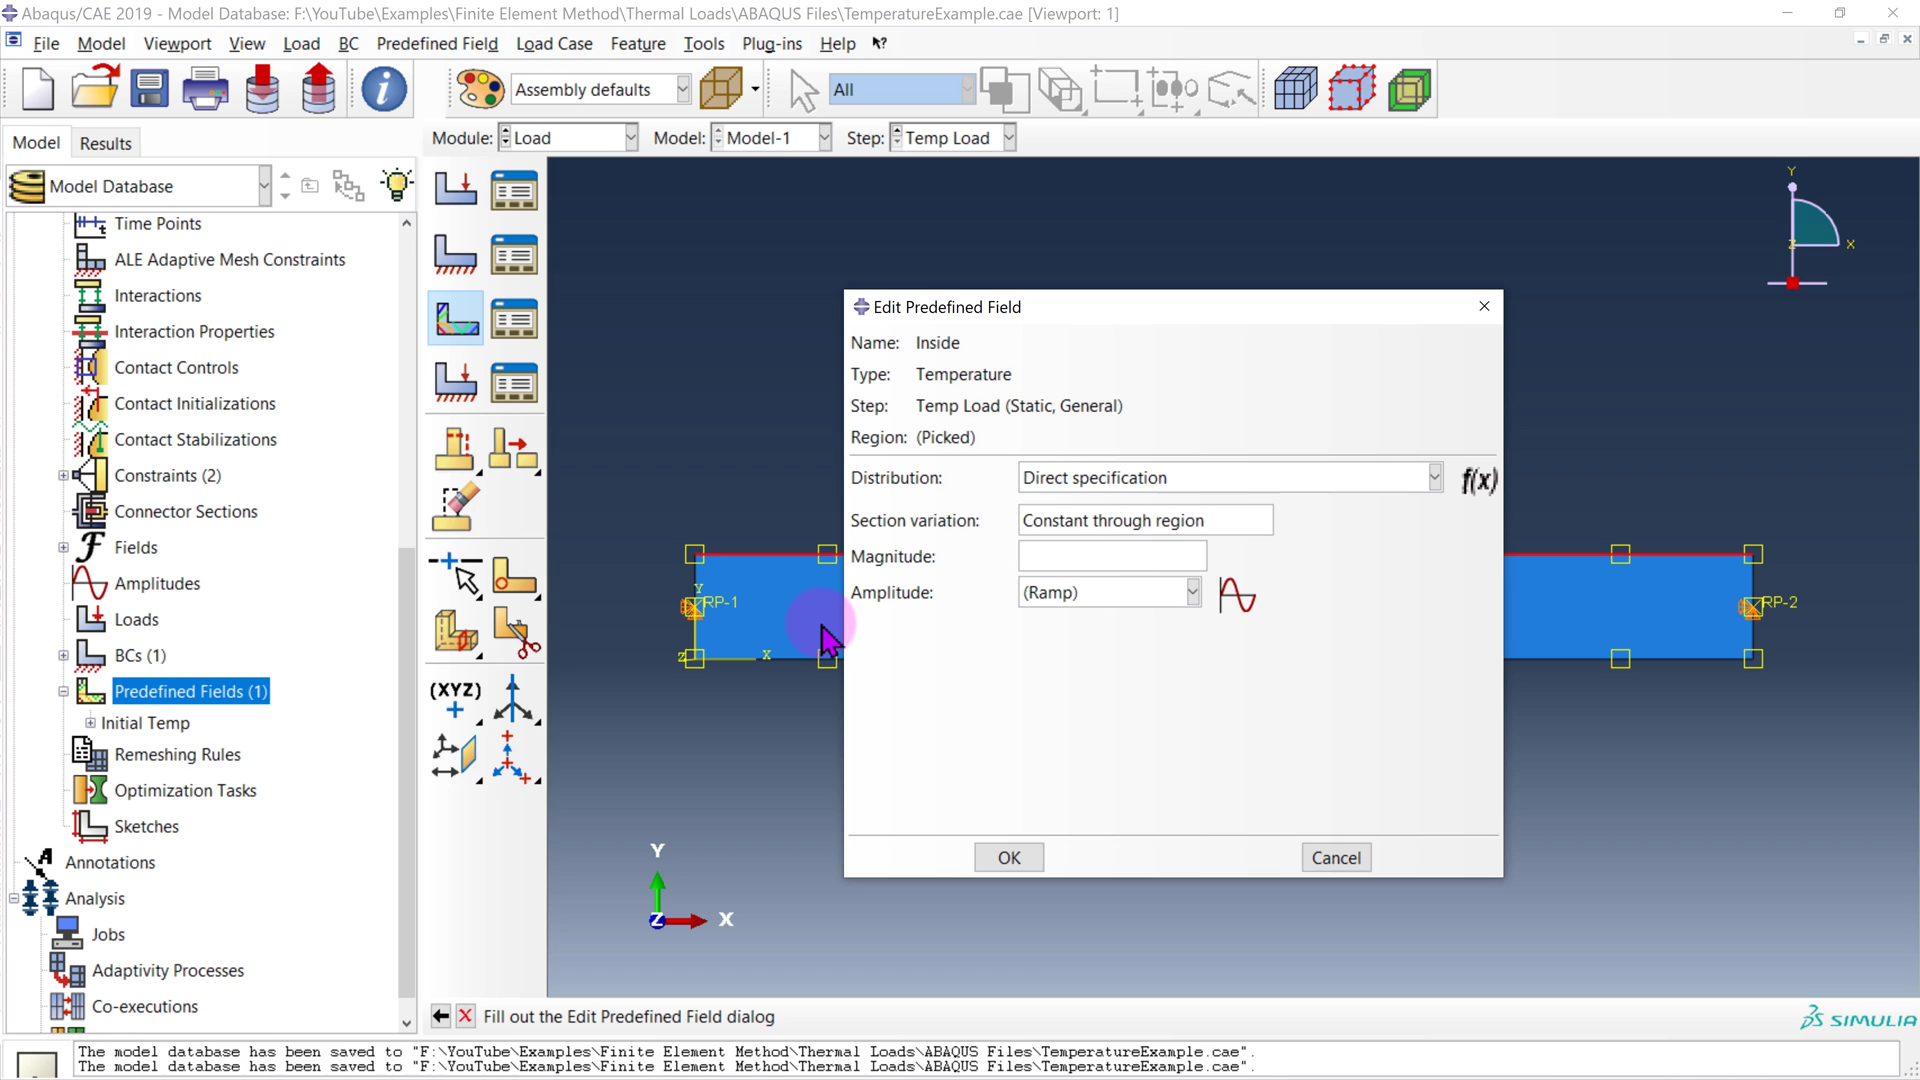 Abaqus/CAE 2019 - Model Database: F:\YouTube\Examples\Finite Element Method\Thermal Loads\ABAQUS Files\TemperatureExample.cae [Viewport: 1]
File Model Viewport View Load BC Predefined Field Load Case Feature Tools Plug-ins Help
Assembly defaults All
Model Results Module: Load Model: Model-1 Step: Temp Load
Model Database
Time Points
ALE Adaptive Mesh Constraints
Interactions
Interaction Properties
Contact Controls
Contact Initializations
Contact Stabilizations
Constraints (2)
Connector Sections
Fields
Amplitudes
Loads
BCs (1)
Predefined Fields (1)
Initial Temp
Remeshing Rules
Optimization Tasks
Sketches
Annotations
Analysis
Jobs
Adaptivity Processes
Co-executions
(XYZ)
Y
Z X
Edit Predefined Field
Name: Inside
Type: Temperature
Step: Temp Load (Static, General)
Region: (Picked)
Distribution: Direct specification f(x)
Section variation: Constant through region
Magnitude:
Amplitude: (Ramp)
OK Cancel
Y
RP-1 RP-2
Z X
Y
Z X
Fill out the Edit Predefined Field dialog
SIMULIA
The model database has been saved to "F:\YouTube\Examples\Finite Element Method\Thermal Loads\ABAQUS Files\TemperatureExample.cae".
The model database has been saved to "F:\YouTube\Examples\Finite Element Method\Thermal Loads\ABAQUS Files\TemperatureExample.cae".